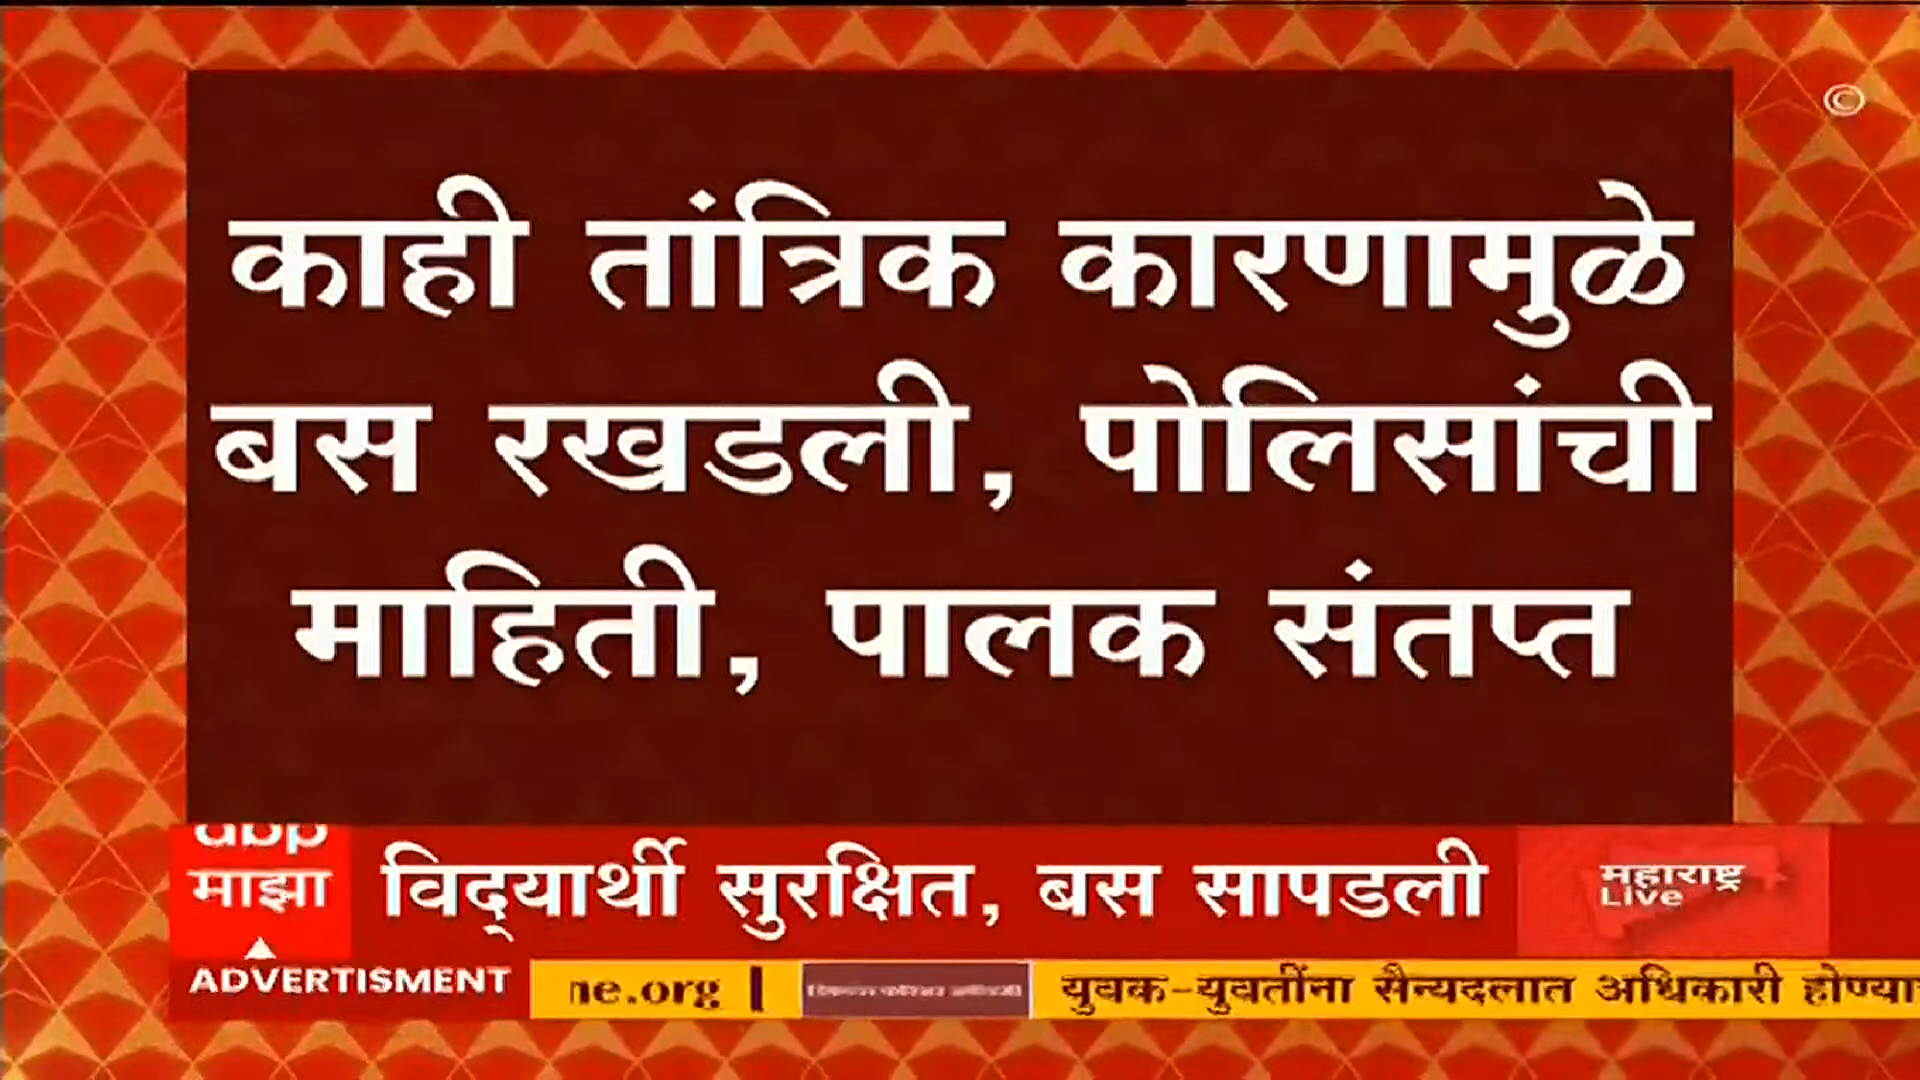 ©
काही तांत्रिक कारणामुळे
बस रखडली, पोलिसांची
माहिती, पालक संतप्त
abp
माझा
विद्‌यार्थी सुरक्षित, बस सापडली
महाराष्ट्र
Live
ADVERTISMENT
ne.org
युवक-युवतींना सैन्यदलात अधिकारी